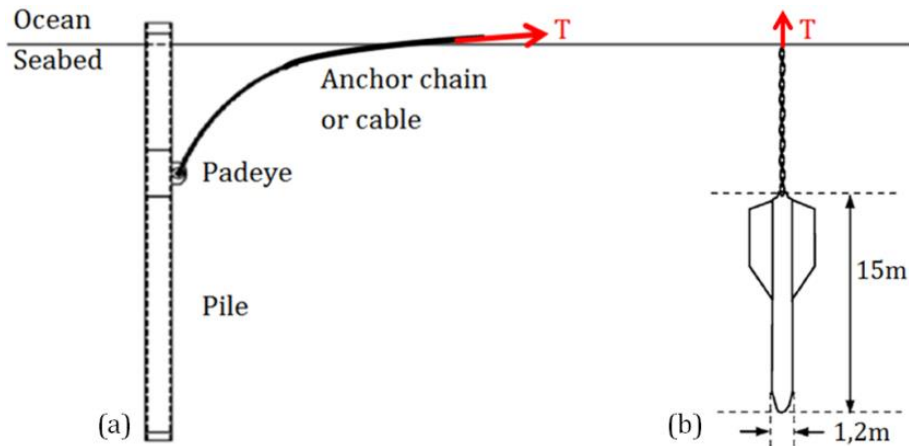 Ocean
T
T
Seabed
Anchor chain
or cable
Padeye
15m
Pile
(a)
(b)
1,2m